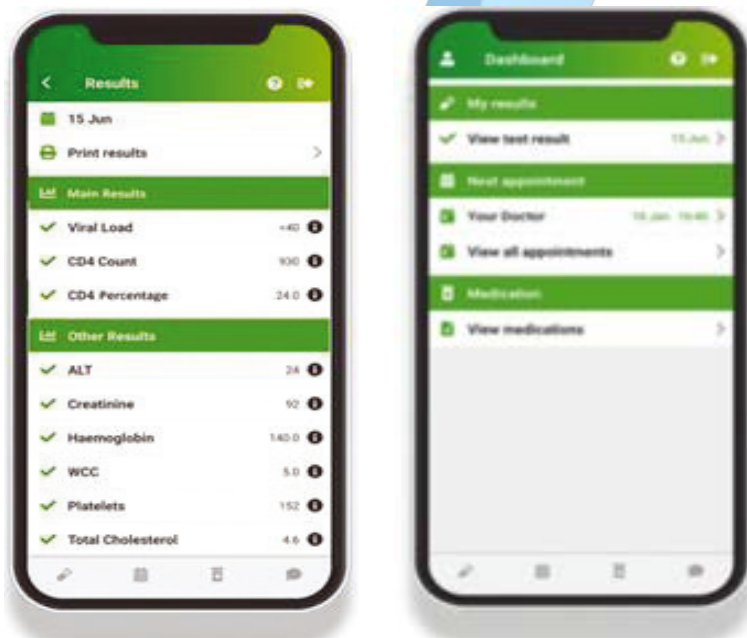 Results
15 Jun
Print results
Main Results
Viral Load <40
CD4 Count 930
CD4 Percentage 24.0
Other Results
ALT 24
Creatinine 92
Haemoglobin 140.0
WCC 5.0
Platelets 152
Total Cholesterol 4.6
Dashboard
My results
View test result 15 Jun
Next appointment
Your Doctor
View all appointments
Medication
View medications